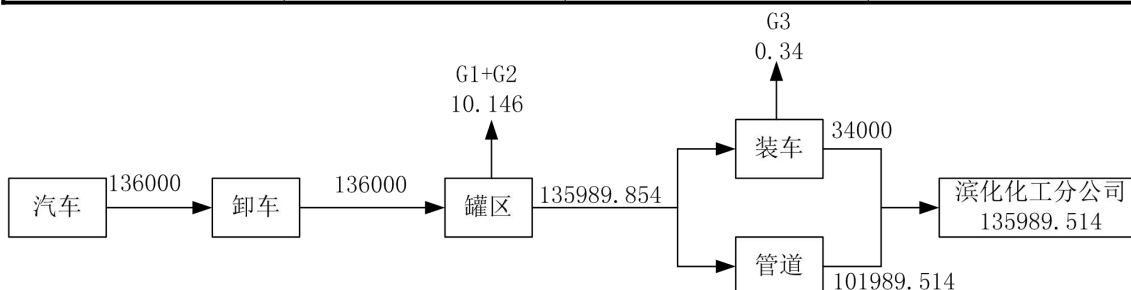 G3
0.34
G1+G2
10.146
装车
34000
汽车
136000
卸车
136000
罐区
135989.854
滨化化工分公司
135989.514
管道
101989.514